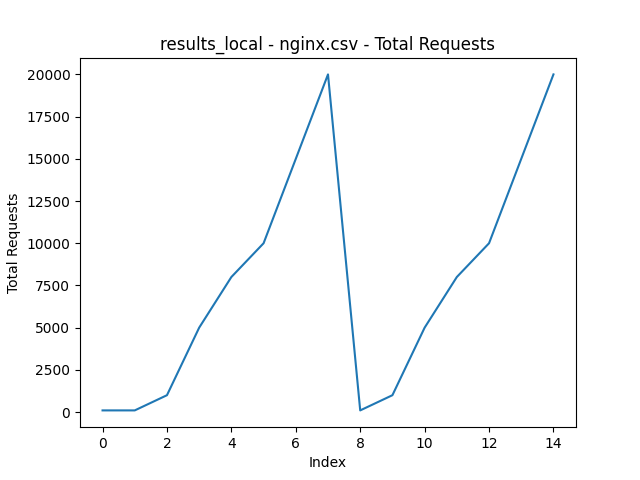 results_local - nginx.csv - Total Requests
20000
17500
15000
12500
10000
7500
5000
2500
0
Total Requests
0 2 4 6 8 10 12 14
Index